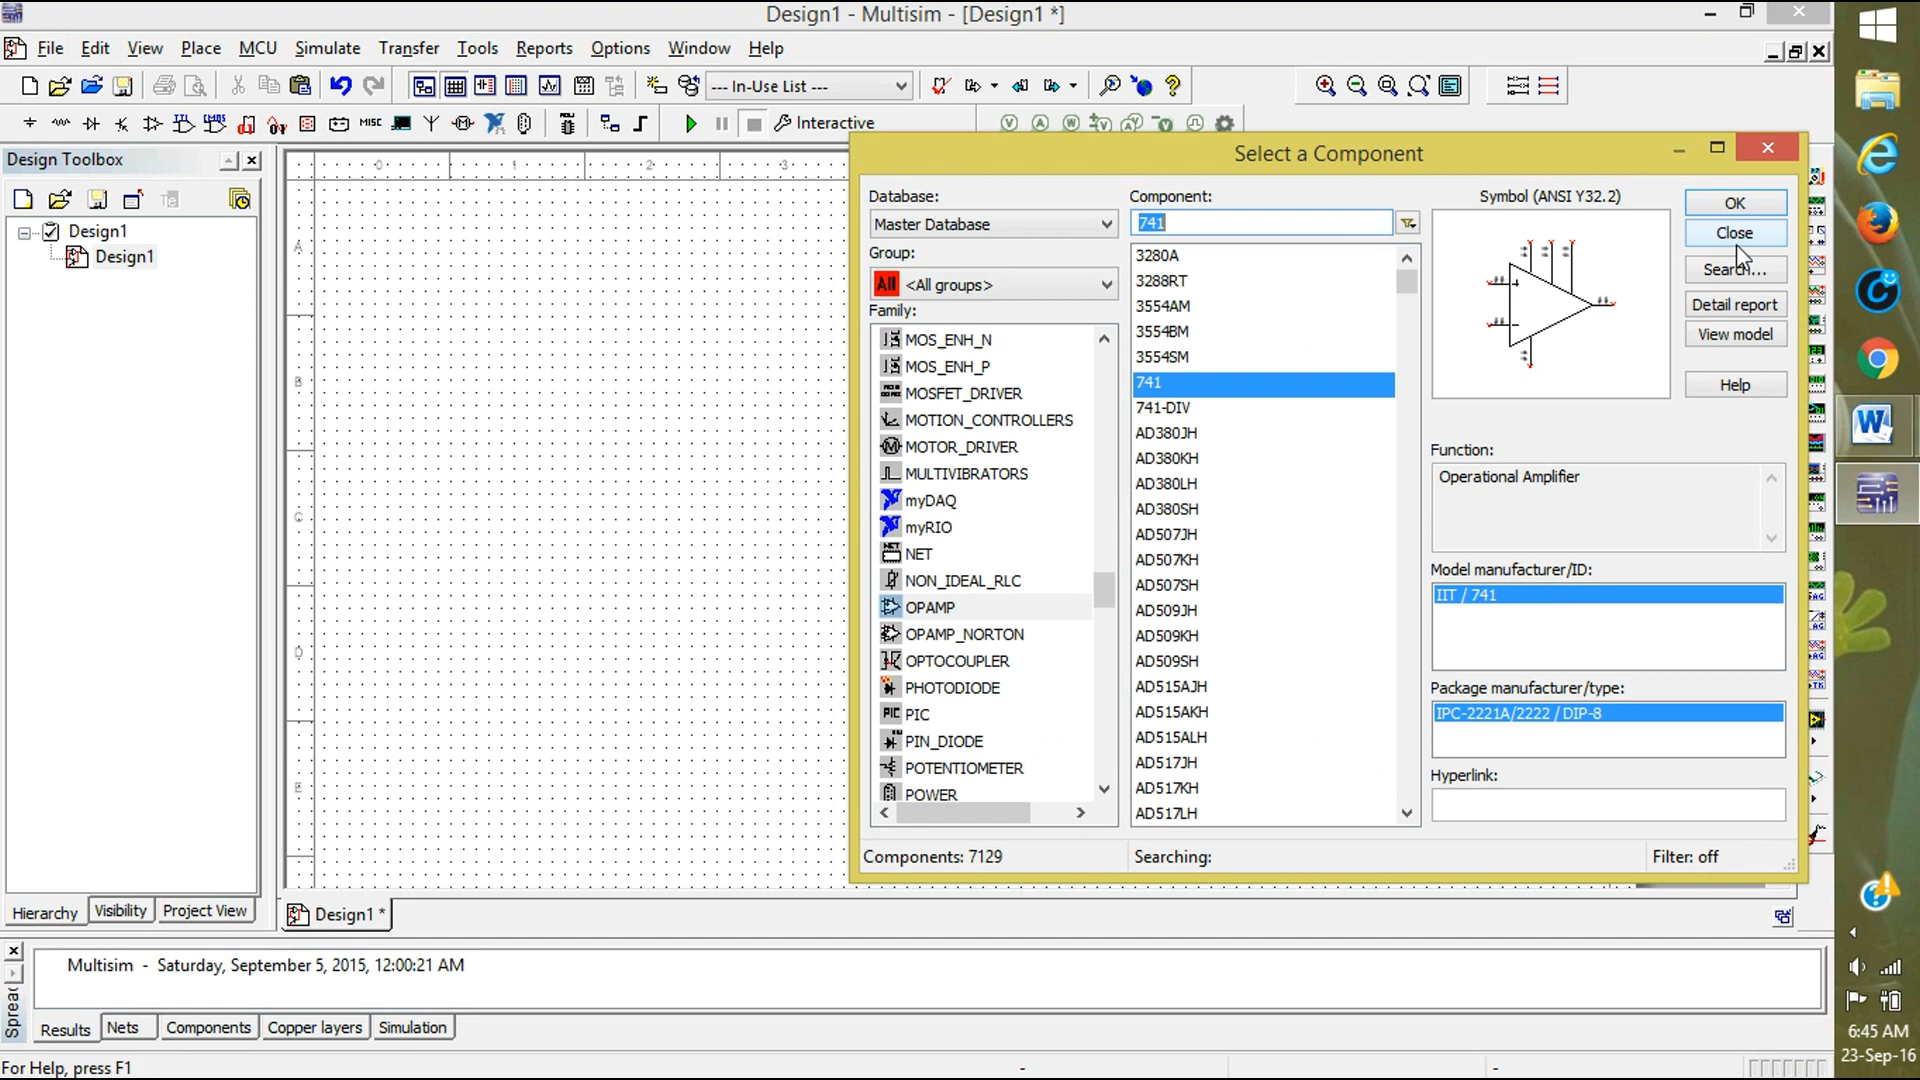 Design1 - Multisim - [Design1 *]
File Edit View Place MCU Simulate Transfer Tools Reports Options Window Help
--- In-Use List ---
MISC Interactive
Design Toolbox
Design1
Design1
0 1 2 3
A
B
C
D
E
Select a Component
Database:
Master Database
Group:
All <All groups>
Family:
MOS_ENH_N
MOS_ENH_P
MOSFET_DRIVER
MOTION_CONTROLLERS
MOTOR_DRIVER
MULTIVIBRATORS
myDAQ
myRIO
NET
NON_IDEAL_RLC
OPAMP
OPAMP_NORTON
OPTOCOUPLER
PHOTODIODE
PIC PIC
PIN_DIODE
POTENTIOMETER
POWER
Component:
741
3280A
3288RT
3554AM
3554BM
3554SM
741
741-DIV
AD380JH
AD380KH
AD380LH
AD380SH
AD507JH
AD507KH
AD507SH
AD509JH
AD509KH
AD509SH
AD515AJH
AD515AKH
AD515ALH
AD517JH
AD517KH
AD517LH
Symbol (ANSI Y32.2)
OK
Close
Search...
Detail report
View model
Help
Function:
Operational Amplifier
Model manufacturer/ID:
IIT / 741
Package manufacturer/type:
IPC-2221A/2222 / DIP-8
Hyperlink:
Components: 7129 Searching: Filter: off
Hierarchy Visibility Project View
Design1 *
Multisim - Saturday, September 5, 2015, 12:00:21 AM
Results Nets Components Copper layers Simulation
For Help, press F1 - -
6:45 AM
23-Sep-16